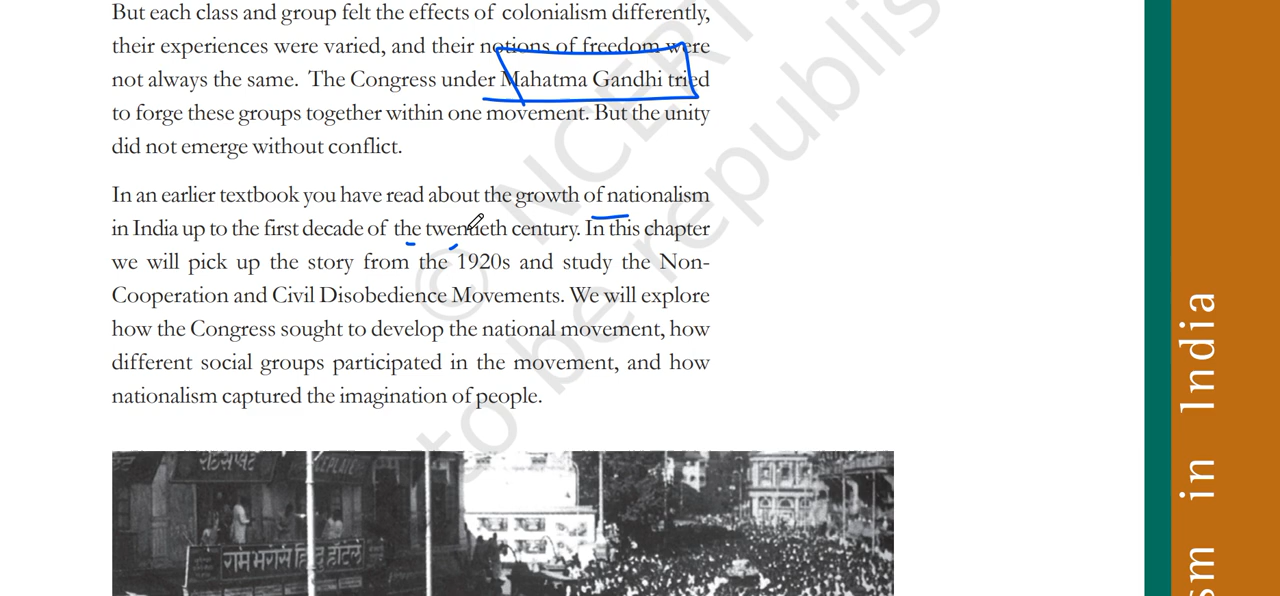 But each class and group felt the effects of colonialism differently,
their experiences were varied, and their notions of freedom were
not always the same. The Congress under Mahatma Gandhi tried
to forge these groups together within one movement. But the unity
did not emerge without conflict.
In an earlier textbook you have read about the growth of nationalism
in India up to the first decade of the twentieth century. In this chapter
we will pick up the story from the 1920s and study the Non-
Cooperation and Civil Disobedience Movements. We will explore
how the Congress sought to develop the national movement, how
different social groups participated in the movement, and how
nationalism captured the imagination of people.
© NCERT
to be republis
sm in India